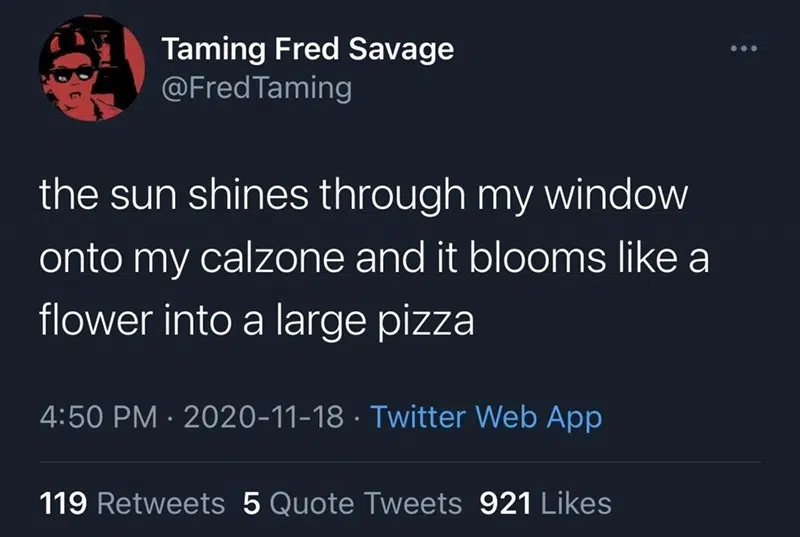 Taming Fred Savage
@FredTaming
the sun shines through my window
onto my calzone and it blooms like a
flower into a large pizza
4:50 PM · 2020-11-18 · Twitter Web App
119 Retweets 5 Quote Tweets 921 Likes